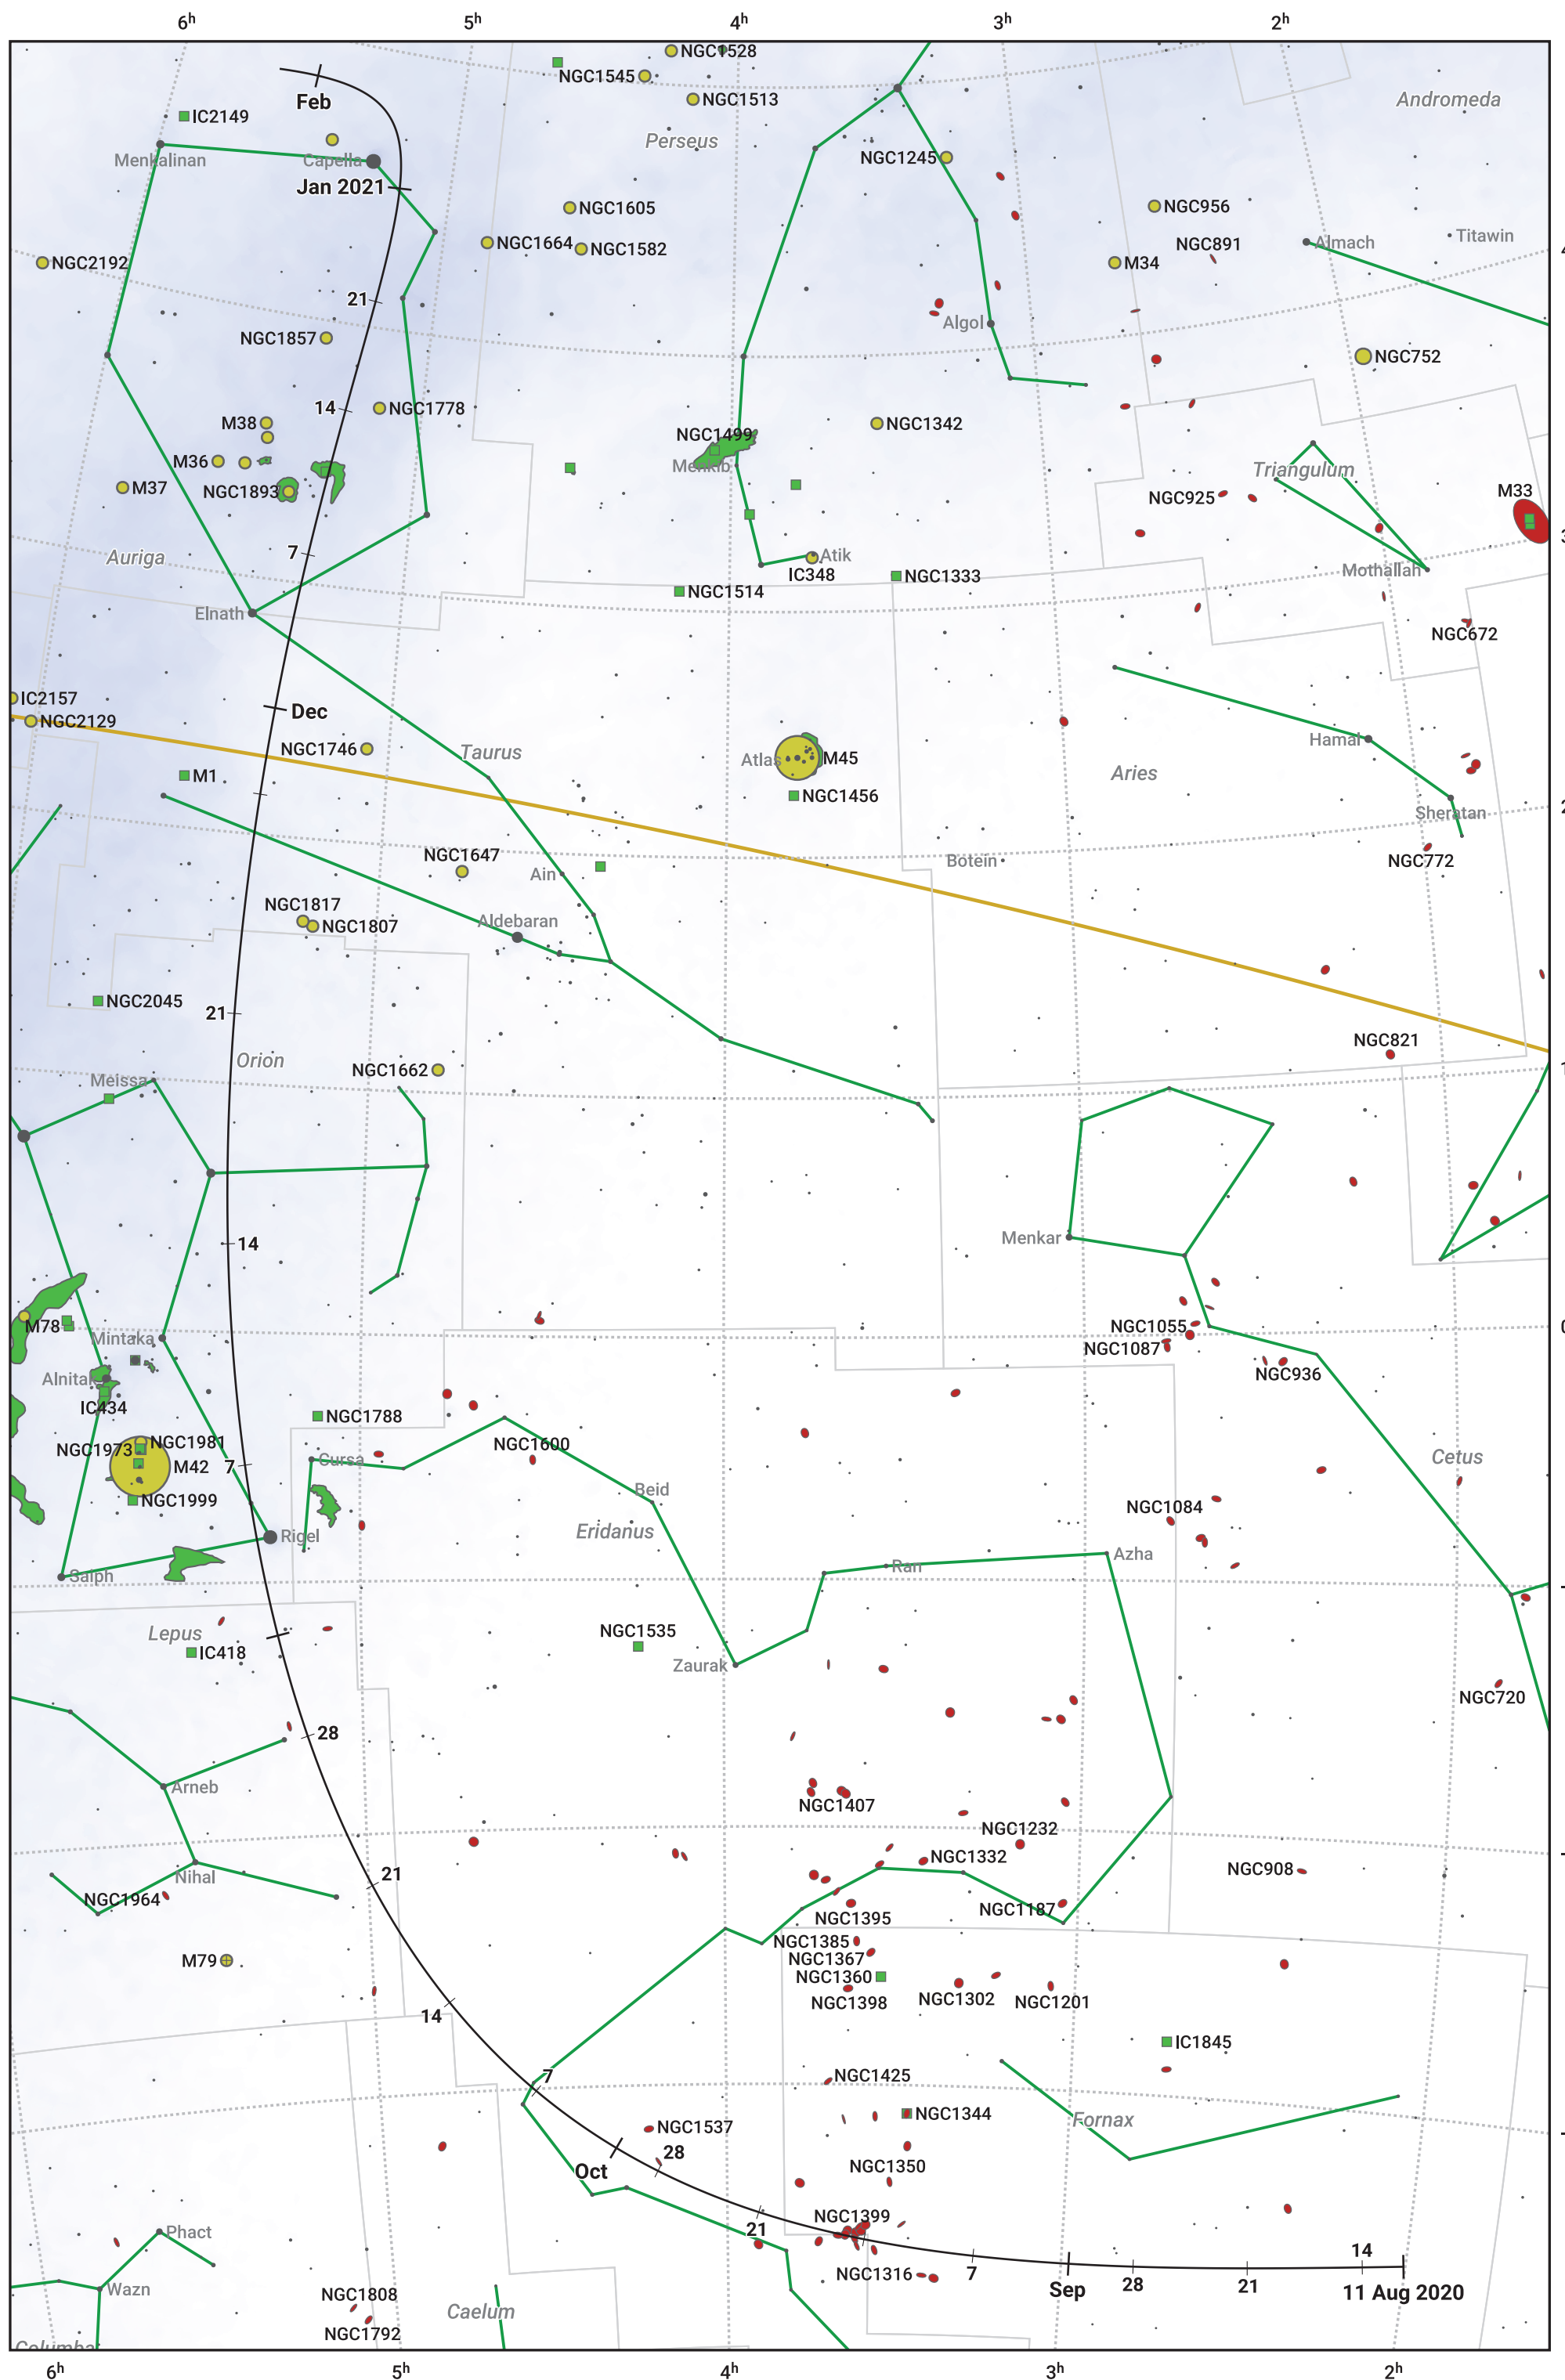 6h 5h 4h 3h 2h
NGC1528
NGC1545
NGC1513
Feb
Andromeda
IC2149
Perseus
Menkalinan
Capella
NGC1245
Jan 2021
NGC1605
NGC956
NGC1664
NGC1582
NGC891
Almach
Titawin
NGC2192
M34
21
Algol
NGC1857
NGC752
14
NGC1778
M38
NGC1342
NGC1499
M36
Menkib
Triangulum
M37
NGC1893
NGC925
M33
7
Auriga
Atik
IC348
NGC1333
Mothallah
NGC1514
Elnath
NGC672
IC2157
Dec
NGC2129
NGC1746
Taurus
Atlas
M45
Hamal
M1
Aries
NGC1456
Sheratan
NGC1647
Botein
NGC772
Ain
NGC1817
Aldebaran
NGC1807
NGC2045
21
Orion
NGC1662
NGC821
Meissa
14
Menkar
M78
Mintaka
NGC1055
NGC1087
Alnitak
NGC936
IC434
NGC1788
NGC1981
NGC1973
NGC1600
M42
7
Cursa
Cetus
NGC1999
Beid
NGC1084
Rigel
Eridanus
Azha
Saiph
Ran
Lepus
NGC1535
IC418
Zaurak
NGC720
28
Arneb
NGC1407
NGC1232
NGC1332
NGC908
21
Nihal
NGC1964
NGC1187
NGC1395
NGC1385
M79
NGC1367
NGC1360
NGC1398
NGC1302
NGC1201
14
IC1845
7
NGC1425
NGC1344
Fornax
NGC1537
28
Oct
NGC1350
NGC1399
21
Phact
14
NGC1316
7
Sep
28
21
11 Aug 2020
Wazn
NGC1808
Caelum
NGC1792
Columba
6h 5h 4h 3h 2h